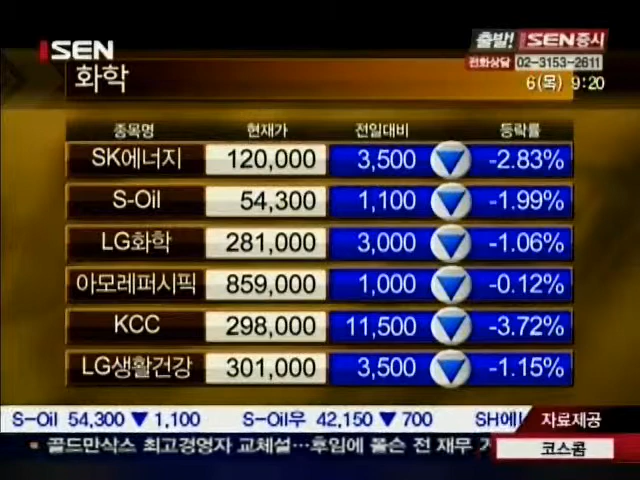 SEN
출발! SEN증시
전화상담 02-3153-2611
화학
6(목) 9:20
종목명 현재가 전일대비 등락률
SK에너지 120,000 3,500 ▼ -2.83%
S-Oil 54,300 1,100 ▼ -1.99%
LG화학 281,000 3,000 ▼ -1.06%
아모레퍼시픽 859,000 1,000 ▼ -0.12%
KCC 298,000 11,500 ▼ -3.72%
LG생활건강 301,000 3,500 ▼ -1.15%
S-Oil 54,300 ▼ 1,100 S-Oil우 42,150 ▼ 700 자료제공
골드만삭스 최고경영자 교체설…후임에 폴슨 전 재무 코스콤